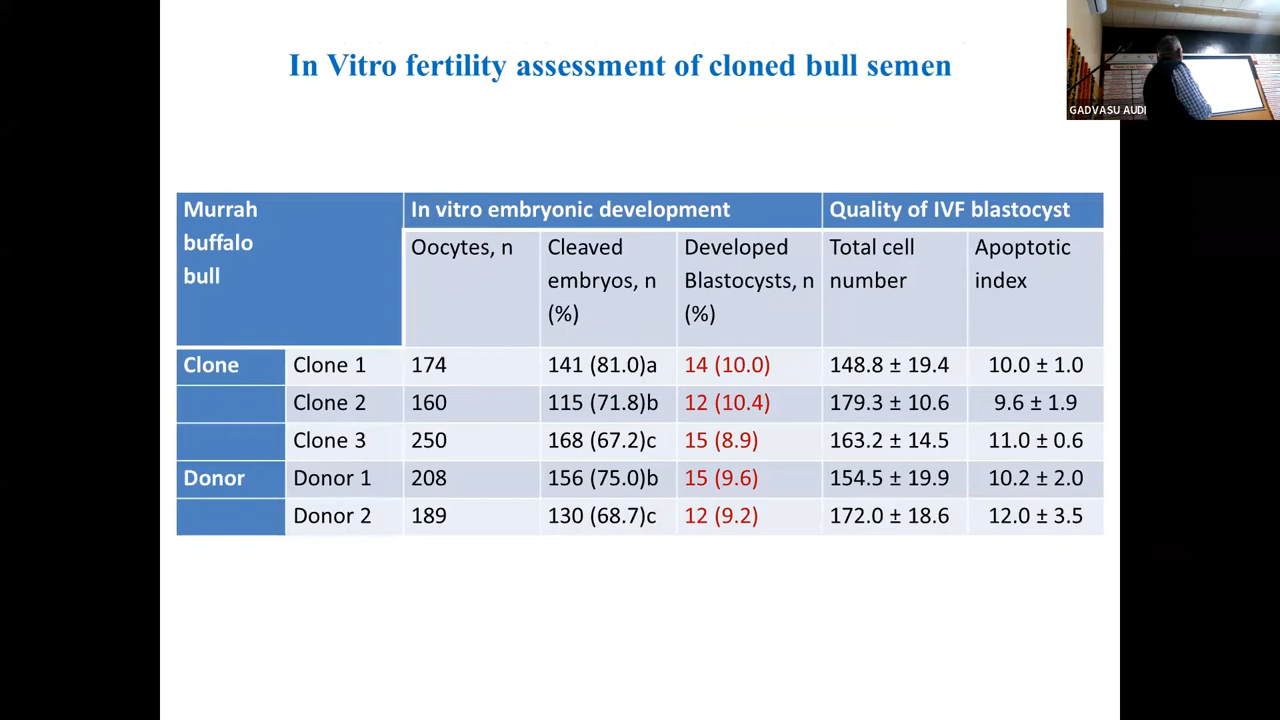 In Vitro fertility assessment of cloned bull semen
GADVASU AUDI
Murrah buffalo bull In vitro embryonic development Quality of IVF blastocyst
Oocytes, n Cleaved embryos, n (%) Developed Blastocysts, n (%) Total cell number Apoptotic index
Clone Clone 1 174 141 (81.0)a 14 (10.0) 148.8 ± 19.4 10.0 ± 1.0
Clone 2 160 115 (71.8)b 12 (10.4) 179.3 ± 10.6 9.6 ± 1.9
Clone 3 250 168 (67.2)c 15 (8.9) 163.2 ± 14.5 11.0 ± 0.6
Donor Donor 1 208 156 (75.0)b 15 (9.6) 154.5 ± 19.9 10.2 ± 2.0
Donor 2 189 130 (68.7)c 12 (9.2) 172.0 ± 18.6 12.0 ± 3.5